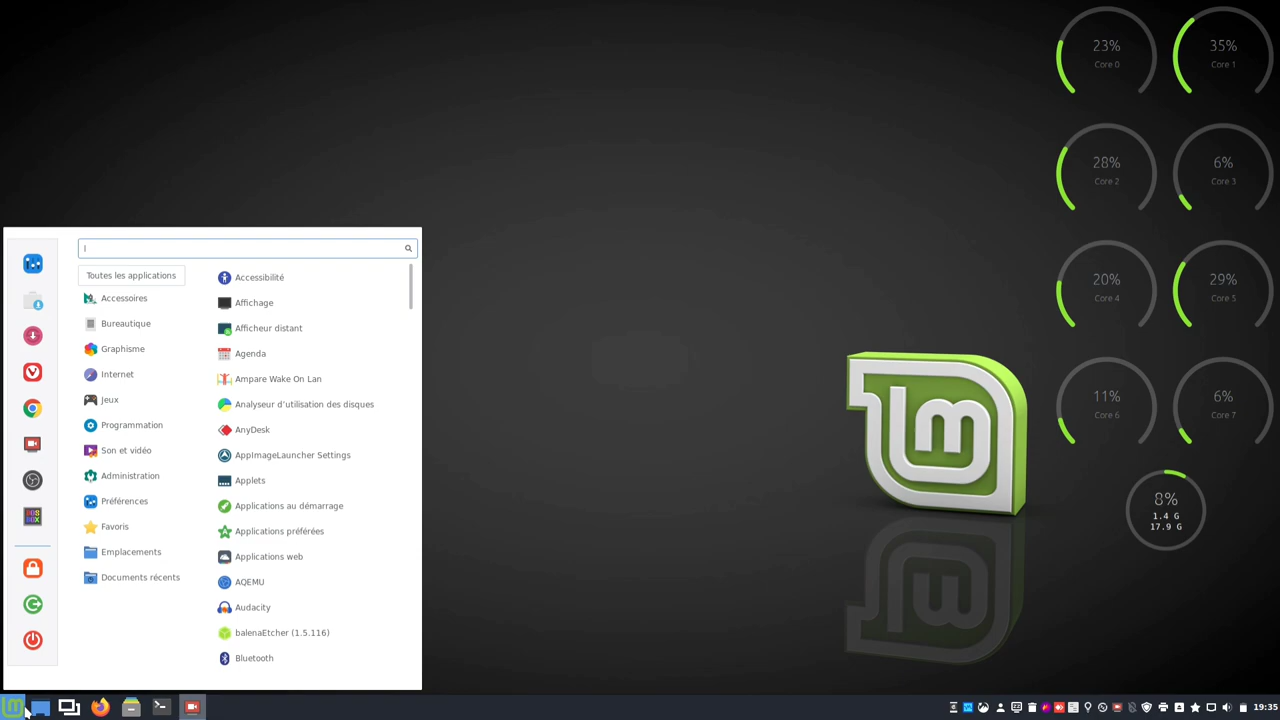 23%
Core 0
35%
Core 1
28%
Core 2
6%
Core 3
20%
Core 4
29%
Core 5
11%
Core 6
6%
Core 7
8%
1.4 G
17.9 G
Toutes les applications
Accessoires
Bureautique
Graphisme
Internet
Jeux
Programmation
Son et vidéo
Administration
Préférences
Favoris
Emplacements
Documents récents
Accessibilité
Affichage
Afficheur distant
Agenda
Ampare Wake On Lan
Analyseur d’utilisation des disques
AnyDesk
AppImageLauncher Settings
Applets
Applications au démarrage
Applications préférées
Applications web
AQEMU
Audacity
balenaEtcher (1.5.116)
Bluetooth
19:35